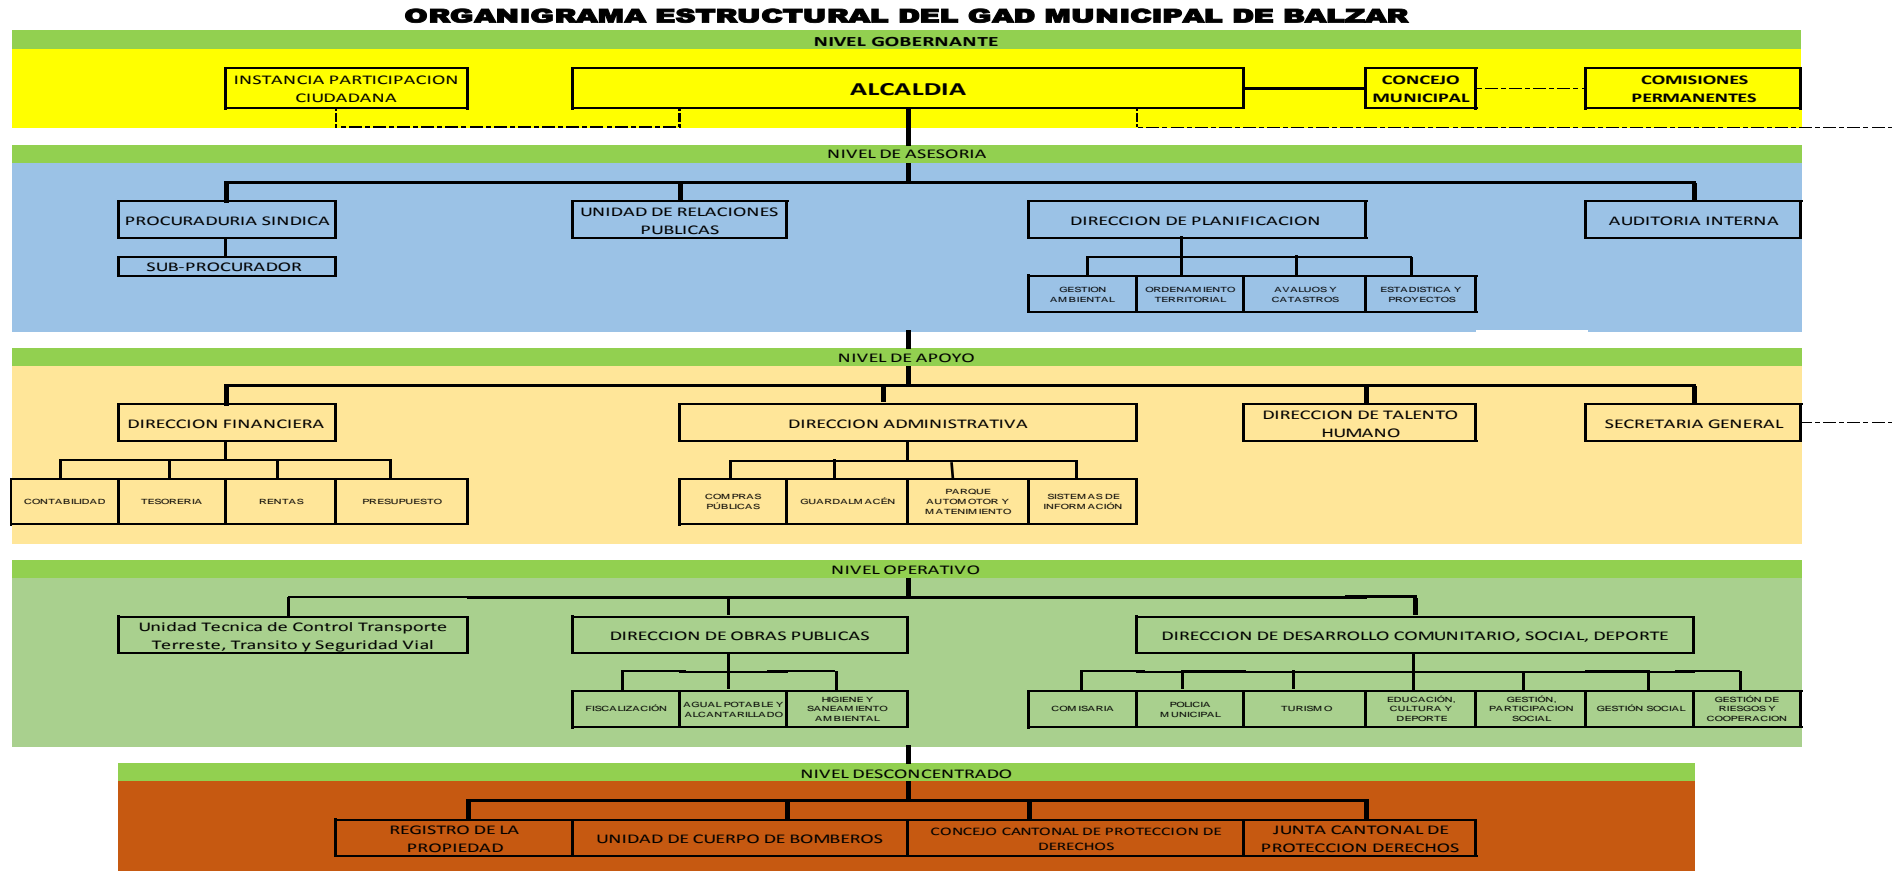 ORGANIGRAMA ESTRUCTURAL DEL GAD MUNICIPAL DE BALZAR
NIVEL GOBERNANTE
INSTANCIA PARTICIPACION
CIUDADANA
ALCALDIA
CONCEJO
MUNICIPAL
COMISIONES
PERMANENTES
NIVEL DE ASESORIA
PROCURADURIA SINDICA
UNIDAD DE RELACIONES
PUBLICAS
DIRECCION DE PLANIFICACION
AUDITORIA INTERNA
SUB-PROCURADOR
GESTION
AMBIENTAL
ORDENAMIENTO
TERRITORIAL
AVALUOS Y
CATASTROS
ESTADISTICA Y
PROYECTOS
NIVEL DE APOYO
DIRECCION FINANCIERA
DIRECCION ADMINISTRATIVA
DIRECCION DE TALENTO
HUMANO
SECRETARIA GENERAL
CONTABILIDAD
TESORERIA
RENTAS
PRESUPUESTO
COMPRAS
PÚBLICAS
GUARDALMACÉN
PARQUE
AUTOMOTOR Y
MATENIMIENTO
SISTEMAS DE
INFORMACIÓN
NIVEL OPERATIVO
Unidad Tecnica de Control Transporte
Terreste, Transito y Seguridad Vial
DIRECCION DE OBRAS PUBLICAS
DIRECCION DE DESARROLLO COMUNITARIO, SOCIAL, DEPORTE
FISCALIZACIÓN
AGUAL POTABLE Y
ALCANTARILLADO
HIGIENE Y
SANEAMIENTO
AMBIENTAL
COMISARIA
POLICIA
MUNICIPAL
TURISMO
EDUCACIÓN,
CULTURA Y
DEPORTE
GESTIÓN,
PARTICIPACION
SOCIAL
GESTIÓN SOCIAL
GESTIÓN DE
RIESGOS Y
COOPERACION
NIVEL DESCONCENTRADO
REGISTRO DE LA
PROPIEDAD
UNIDAD DE CUERPO DE BOMBEROS
CONCEJO CANTONAL DE PROTECCION DE
DERECHOS
JUNTA CANTONAL DE
PROTECCION DERECHOS